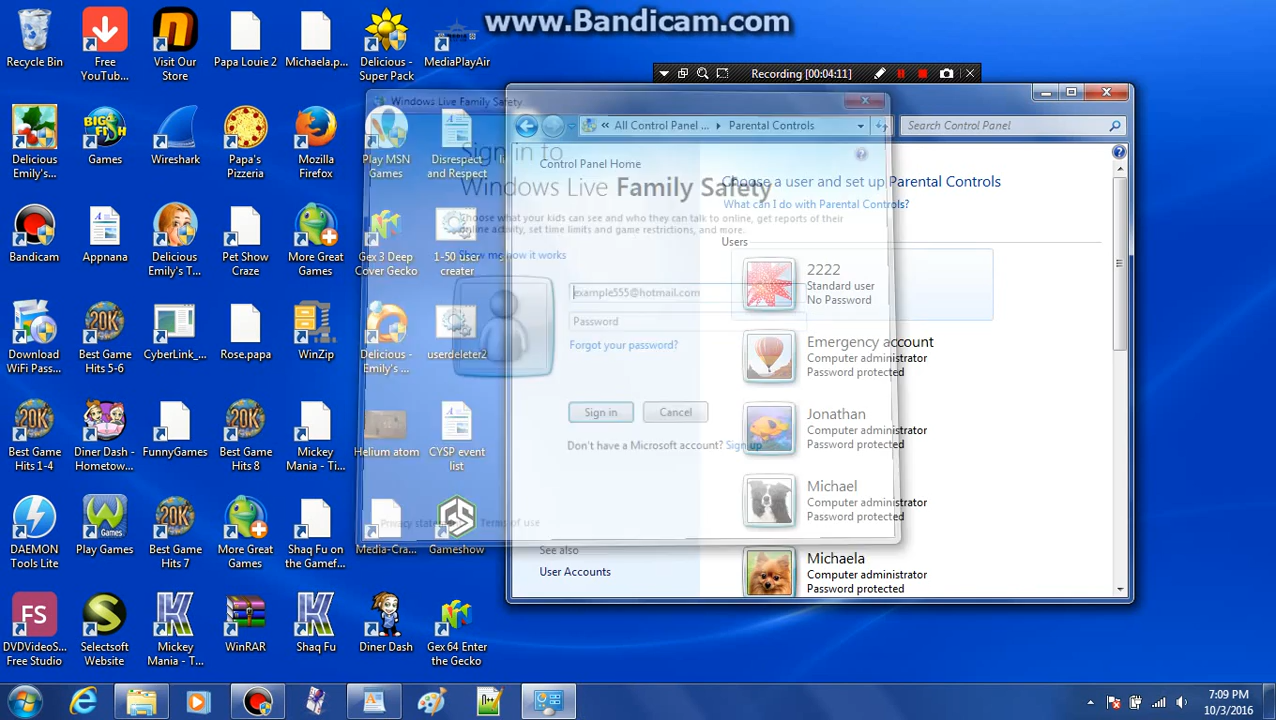 www.Bandicam.com
Recording [00:04:11]
Recycle Bin
Free YouTub...
Visit Our Store
Papa Louie 2
Michaela.p...
Delicious - Super Pack
MediaPlayAir
Delicious Emily's...
BIG FISH
Games
Wireshark
Papa's Pizzeria
Mozilla Firefox
Play MSN Games
Disrespect and Respect
Bandicam
Appnana
Delicious Emily's T...
Pet Show Craze
More Great Games
Gex 3 Deep Cover Gecko
1-50 user creater
Download WiFi Pass...
20K
Best Game Hits 5-6
CyberLink_...
Rose.papa
WinZip
Delicious - Emily's ...
userdeleter2
20K
Best Game Hits 1-4
Diner Dash - Hometow...
FunnyGames
20K
Best Game Hits 8
Mickey Mania - Ti...
Helium atom
CYSP event list
DAEMON Tools Lite
Games
Play Games
20K
Best Game Hits 7
More Great Games
Shaq Fu on the Gamef...
Media-Cra...
GS
Gameshow
FS
DVDVideoS... Free Studio
Selectsoft Website
Mickey Mania - T...
WinRAR
Shaq Fu
Diner Dash
Gex 64 Enter the Gecko
Windows Live Family Safety
Sign in to
Windows Live Family Safety
Choose what your kids can see and who they can talk to online, get reports of their
online activity, set time limits and game restrictions, and more.
Show me how it works
example555@hotmail.com
Password
Forgot your password?
Sign in
Cancel
Don't have a Microsoft account? Sign up
Privacy statement
Terms of use
All Control Panel ...
Parental Controls
Search Control Panel
Control Panel Home
Choose a user and set up Parental Controls
What can I do with Parental Controls?
Users
2222
Standard user
No Password
Emergency account
Computer administrator
Password protected
Jonathan
Computer administrator
Password protected
Michael
Computer administrator
Password protected
Michaela
Computer administrator
Password protected
See also
User Accounts
7:09 PM
10/3/2016